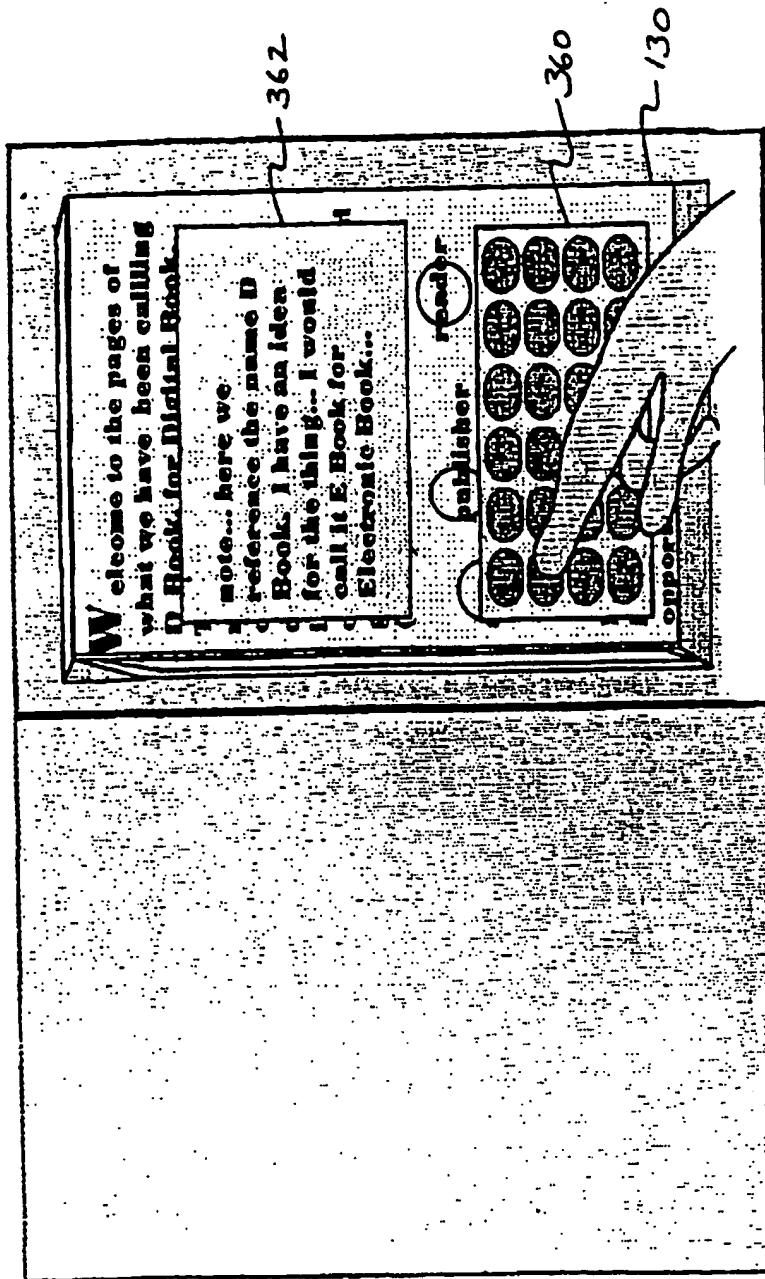 Welcome to the pages of
what we have been callling
D Book, for Digital Book.
note... here we
reference the name D
Book. I have an idea
for the thing... I would
call it E Book for
Electronic Book...
publisher reader
oppor
362
360
130